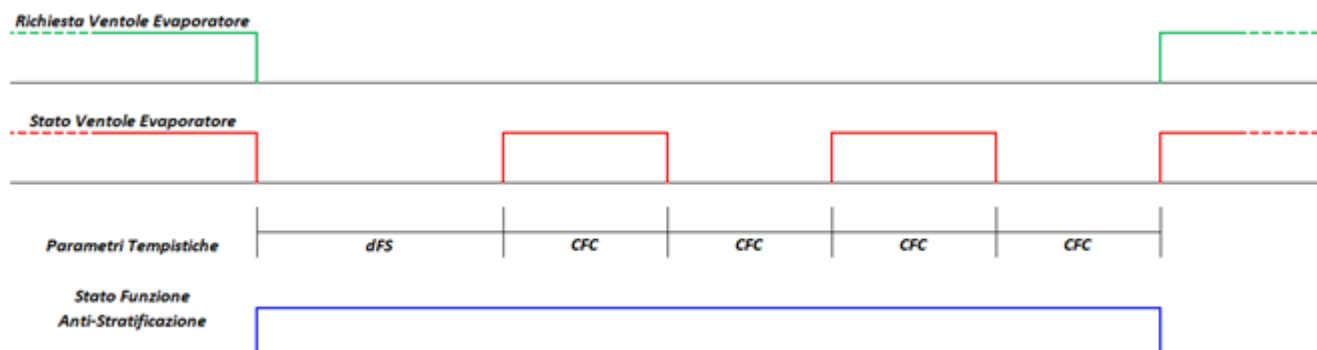 Richiesta Ventole Evaporatore
Stato Ventole Evaporatore
Parametri Tempistiche
dFS
CFC
CFC
CFC
CFC
Stato Funzione
Anti-Stratificazione